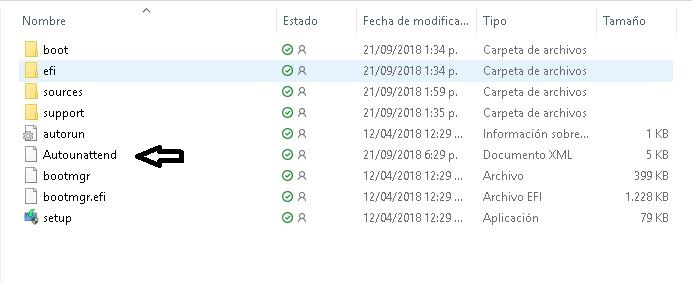 Nombre Estado Fecha de modifica... Tipo Tamaño
boot 21/09/2018 1:34 p. Carpeta de archivos
efi 21/09/2018 1:34 p. Carpeta de archivos
sources 21/09/2018 1:59 p. Carpeta de archivos
support 21/09/2018 1:35 p. Carpeta de archivos
autorun 12/04/2018 12:29 ... Información sobre... 1 KB
Autounattend 21/09/2018 6:29 p. Documento XML 5 KB
bootmgr 12/04/2018 12:29 ... Archivo 399 KB
bootmgr.efi 12/04/2018 12:29 ... Archivo EFI 1.228 KB
setup 12/04/2018 12:29 ... Aplicación 79 KB